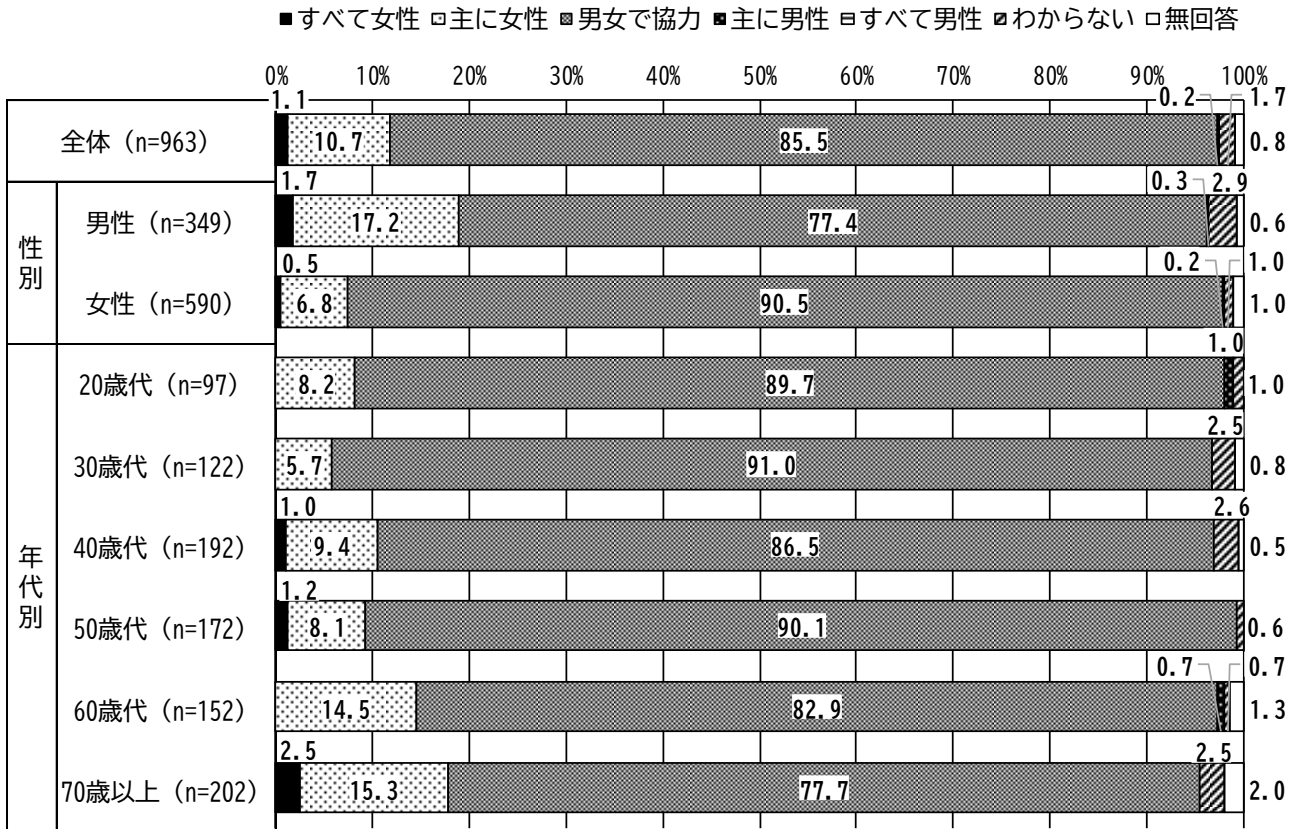 ■すべて女性 □主に女性 ■男女で協力 ■主に男性 □すべて男性 □わからない □無回答
0% 10% 20% 30% 40% 50% 60% 70% 80% 90% 100%
1.1 0.2 1.7
全体 (n=963) 10.7 85.5 0.8
1.7 0.3 2.9
男性 (n=349) 17.2 77.4 0.6
性別
0.5 0.2 1.0
女性 (n=590) 6.8 90.5 1.0
1.0
20歳代 (n=97) 8.2 89.7 1.0
2.5
30歳代 (n=122) 5.7 91.0 0.8
1.0 2.6
40歳代 (n=192) 9.4 86.5 0.5
年代別
1.2
50歳代 (n=172) 8.1 90.1 0.6
0.7 0.7
60歳代 (n=152) 14.5 82.9 1.3
2.5 2.5
70歳以上 (n=202) 15.3 77.7 2.0